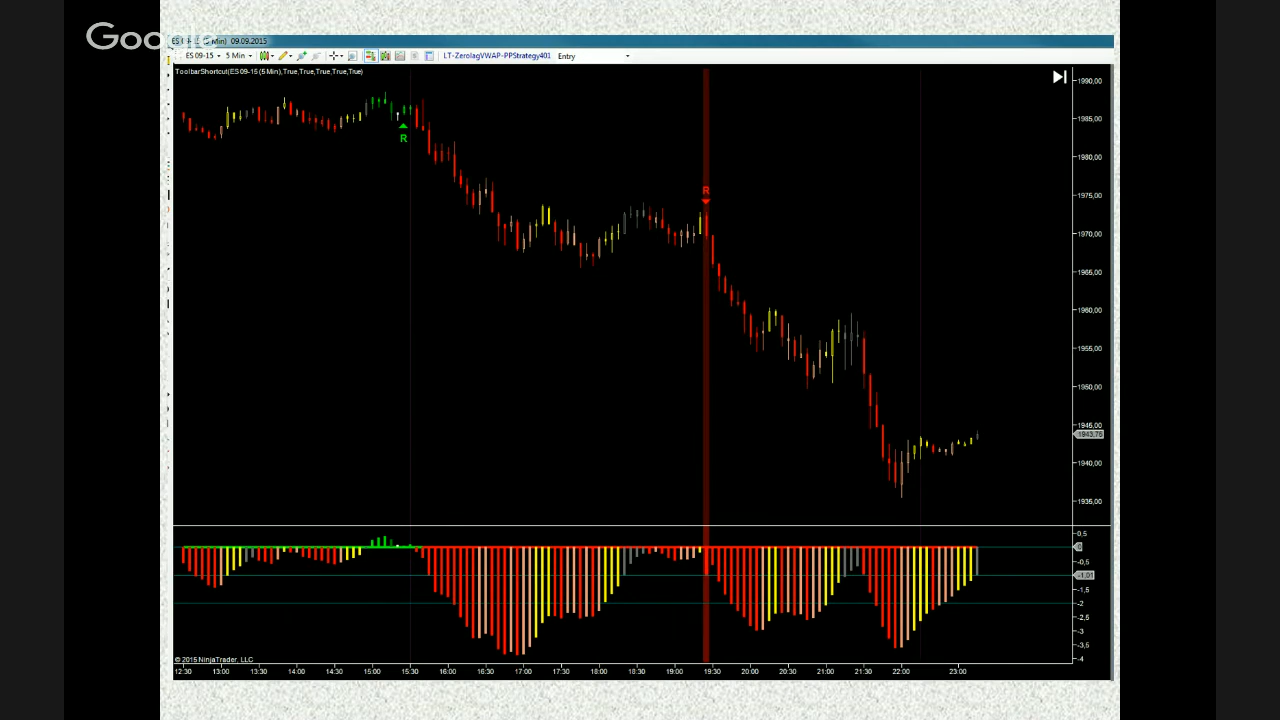 Google
ES 09-15 (5 Min) 09.09.2015
ES 09-15 5 Min LT-ZerolagVWAP-PPStrategy401 Entry
ToolbarShortcut(ES 09-15 (5 Min),True,True,True,True,True)
1990,00
1985,00
R
1980,00
1975,00
R
1970,00
1965,00
1960,00
1955,00
1950,00
1945,00
1943,75
1940,00
1935,00
0,5
0
-0,5
-1,01
-1,5
-2
-2,5
-3
-3,5
-4
© 2015 NinjaTrader, LLC
12:30 13:00 13:30 14:00 14:30 15:00 15:30 16:00 16:30 17:00 17:30 18:00 18:30 19:00 19:30 20:00 20:30 21:00 21:30 22:00 23:00